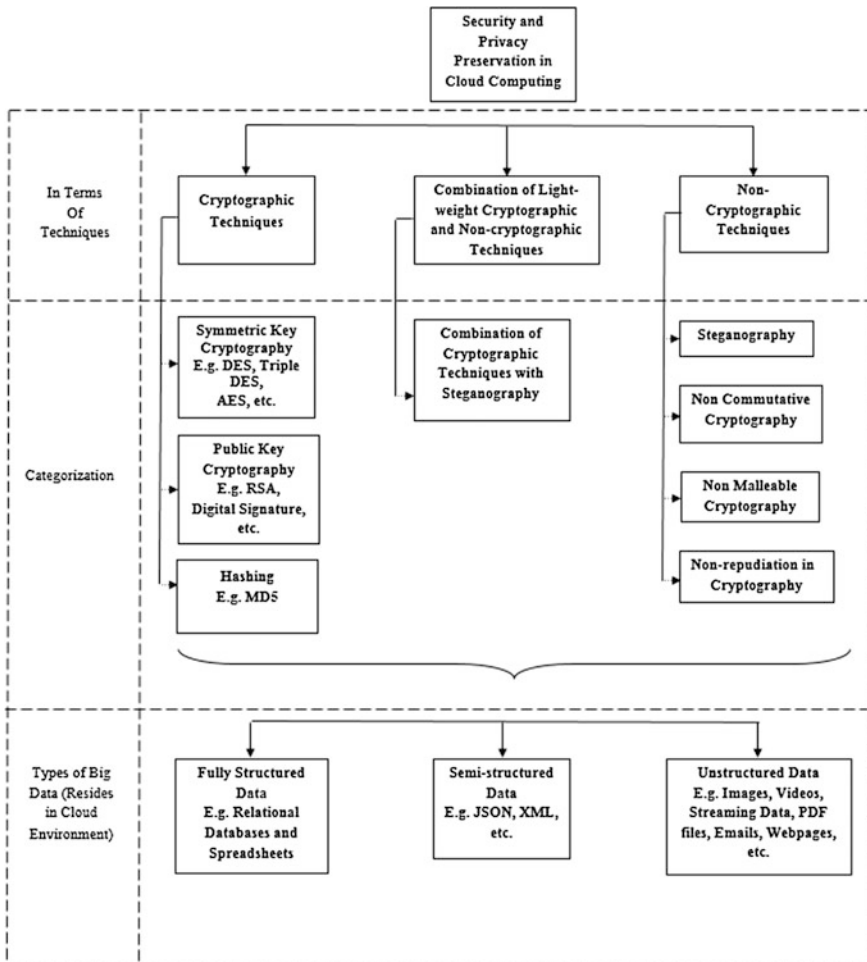 Security and
Privacy
Preservation in
Cloud Computing
In Terms
Of
Techniques
Cryptographic
Techniques
Combination of Light-
weight Cryptographic
and Non-cryptographic
Techniques
Non-
Cryptographic
Techniques
Categorization
Symmetric Key
Cryptography
E.g. DES, Triple
DES,
AES, etc.
Public Key
Cryptography
E.g. RSA,
Digital Signature,
etc.
Hashing
E.g. MD5
Combination of
Cryptographic
Techniques with
Steganography
Steganography
Non Commutative
Cryptography
Non Malleable
Cryptography
Non-repudiation in
Cryptography
Types of Big
Data (Resides
in Cloud
Environment)
Fully Structured
Data
E.g. Relational
Databases and
Spreadsheets
Semi-structured
Data
E.g. JSON, XML,
etc.
Unstructured Data
E.g. Images, Videos,
Streaming Data, PDF
files, Emails, Webpages,
etc.